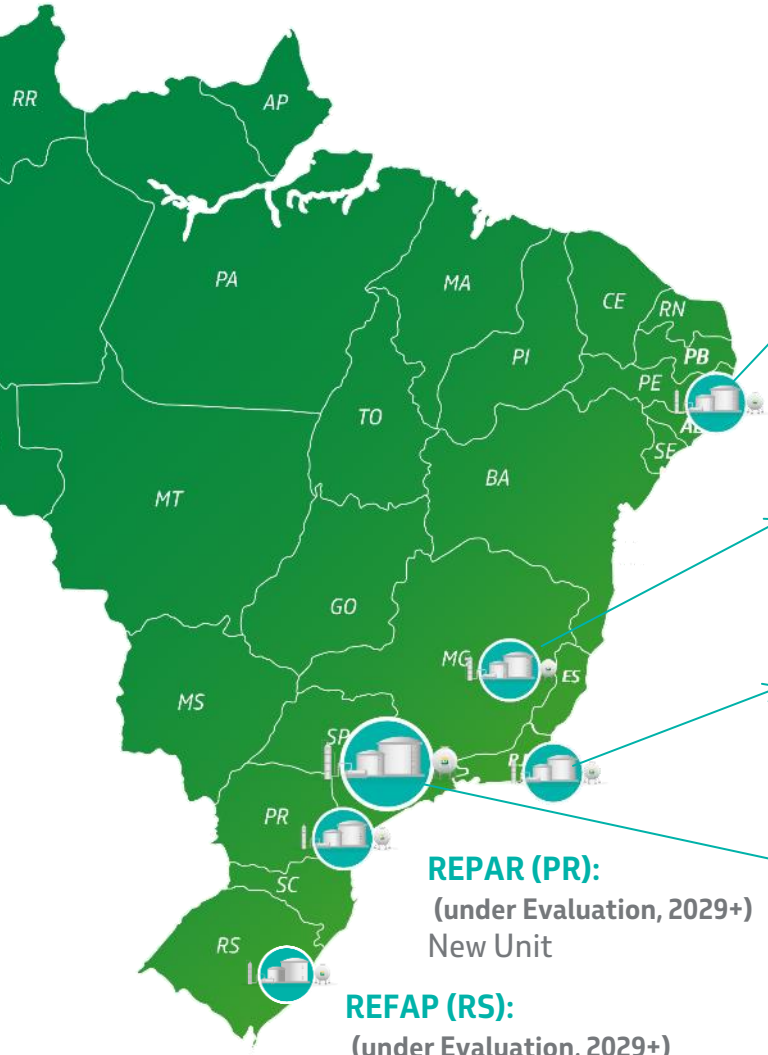 RR
AP
PA
MA
CE
RN
PI
PB
PE
TO
AL
SE
MT
BA
GO
MG
ES
MS
SP
PR
REPAR (PR):
(under Evaluation, 2029+)
SC
New Unit
RS
REFAP (RS):
(under Evaluation, 2029+)